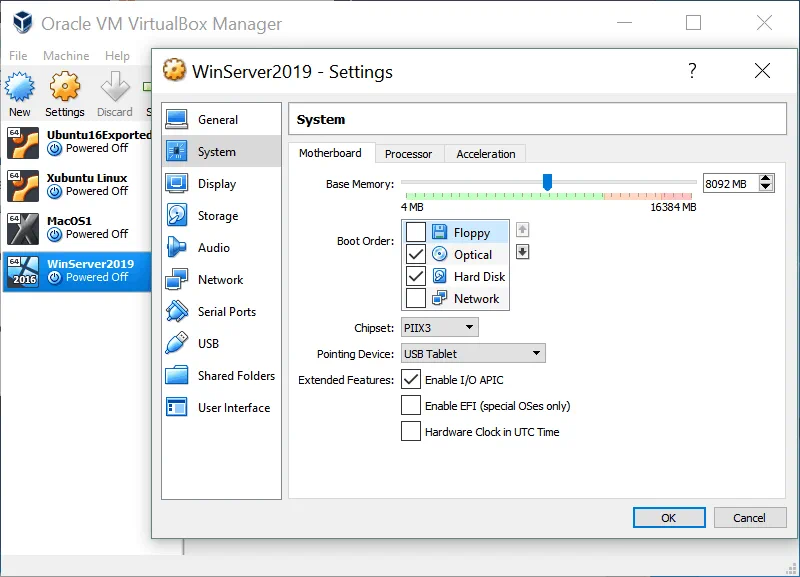 Oracle VM VirtualBox Manager
File Machine Help
New Settings Discard S
64 Ubuntu16Exported
Powered Off
64 Xubuntu Linux
Powered Off
64 MacOS1
Powered Off
64 2016 WinServer2019
Powered Off
WinServer2019 - Settings ?
General
System
Display
Storage
Audio
Network
Serial Ports
USB
Shared Folders
User Interface
System
Motherboard Processor Acceleration
Base Memory: 8092 MB
4 MB 16384 MB
Boot Order:
Floppy
Optical
Hard Disk
Network
Chipset: PIIX3
Pointing Device: USB Tablet
Extended Features: Enable I/O APIC
Enable EFI (special OSes only)
Hardware Clock in UTC Time
OK Cancel